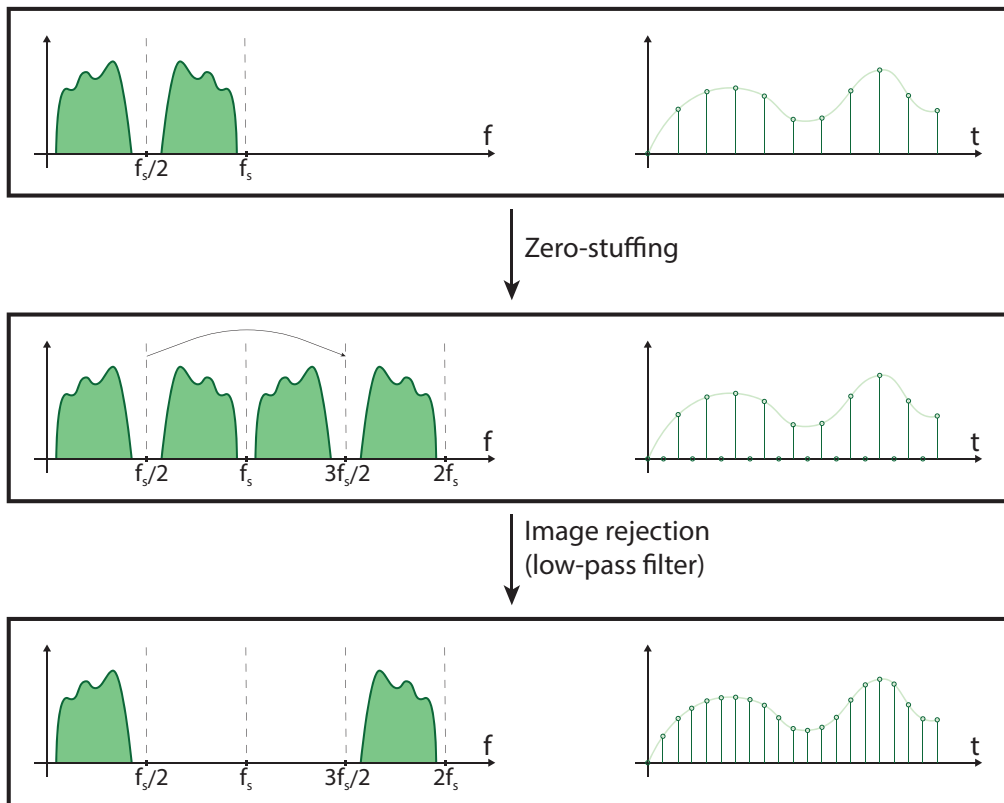 f
t
fs/2
fs
Zero-stuffing
f
t
fs/2
fs
3fs/2
2fs
Image rejection
(low-pass filter)
f
t
fs/2
fs
3fs/2
2fs